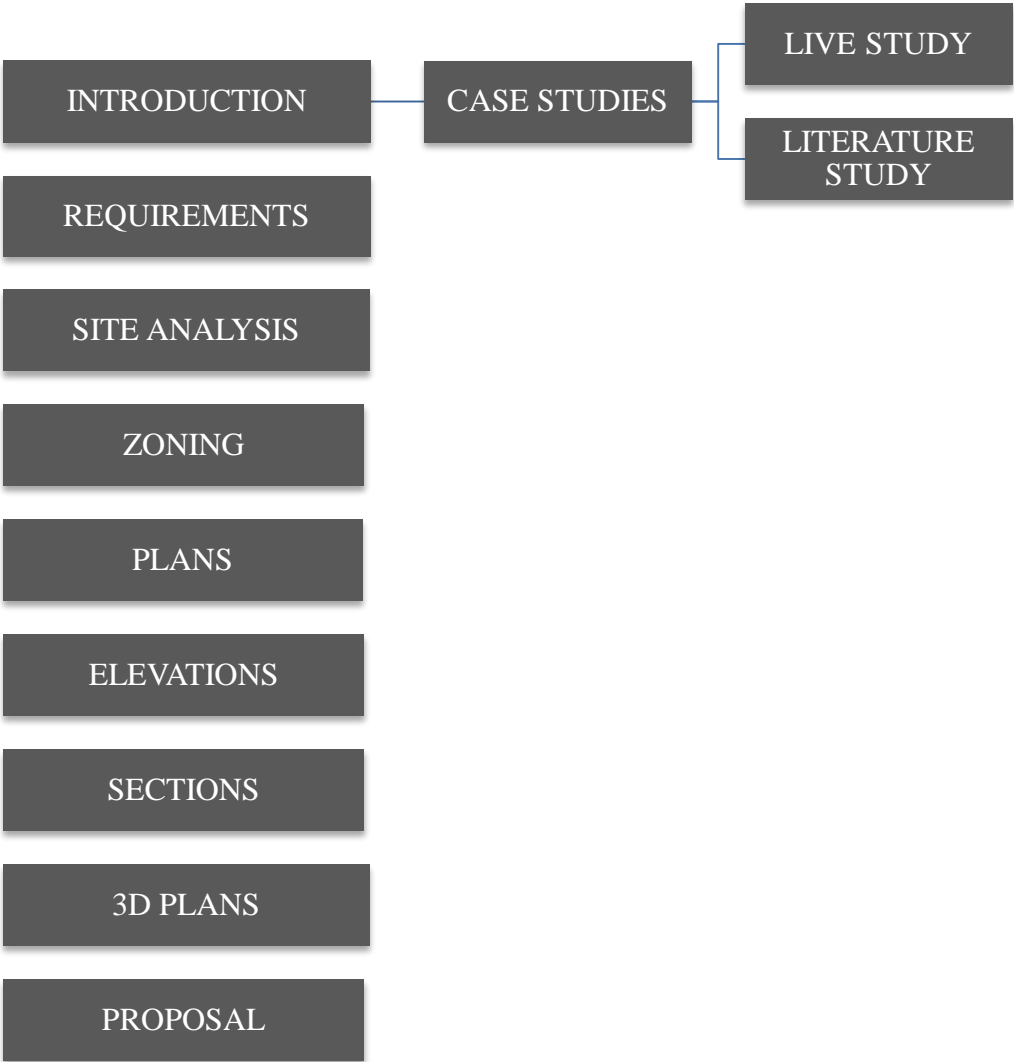 INTRODUCTION
CASE STUDIES
LIVE STUDY
LITERATURE
STUDY
REQUIREMENTS
SITE ANALYSIS
ZONING
PLANS
ELEVATIONS
SECTIONS
3D PLANS
PROPOSAL